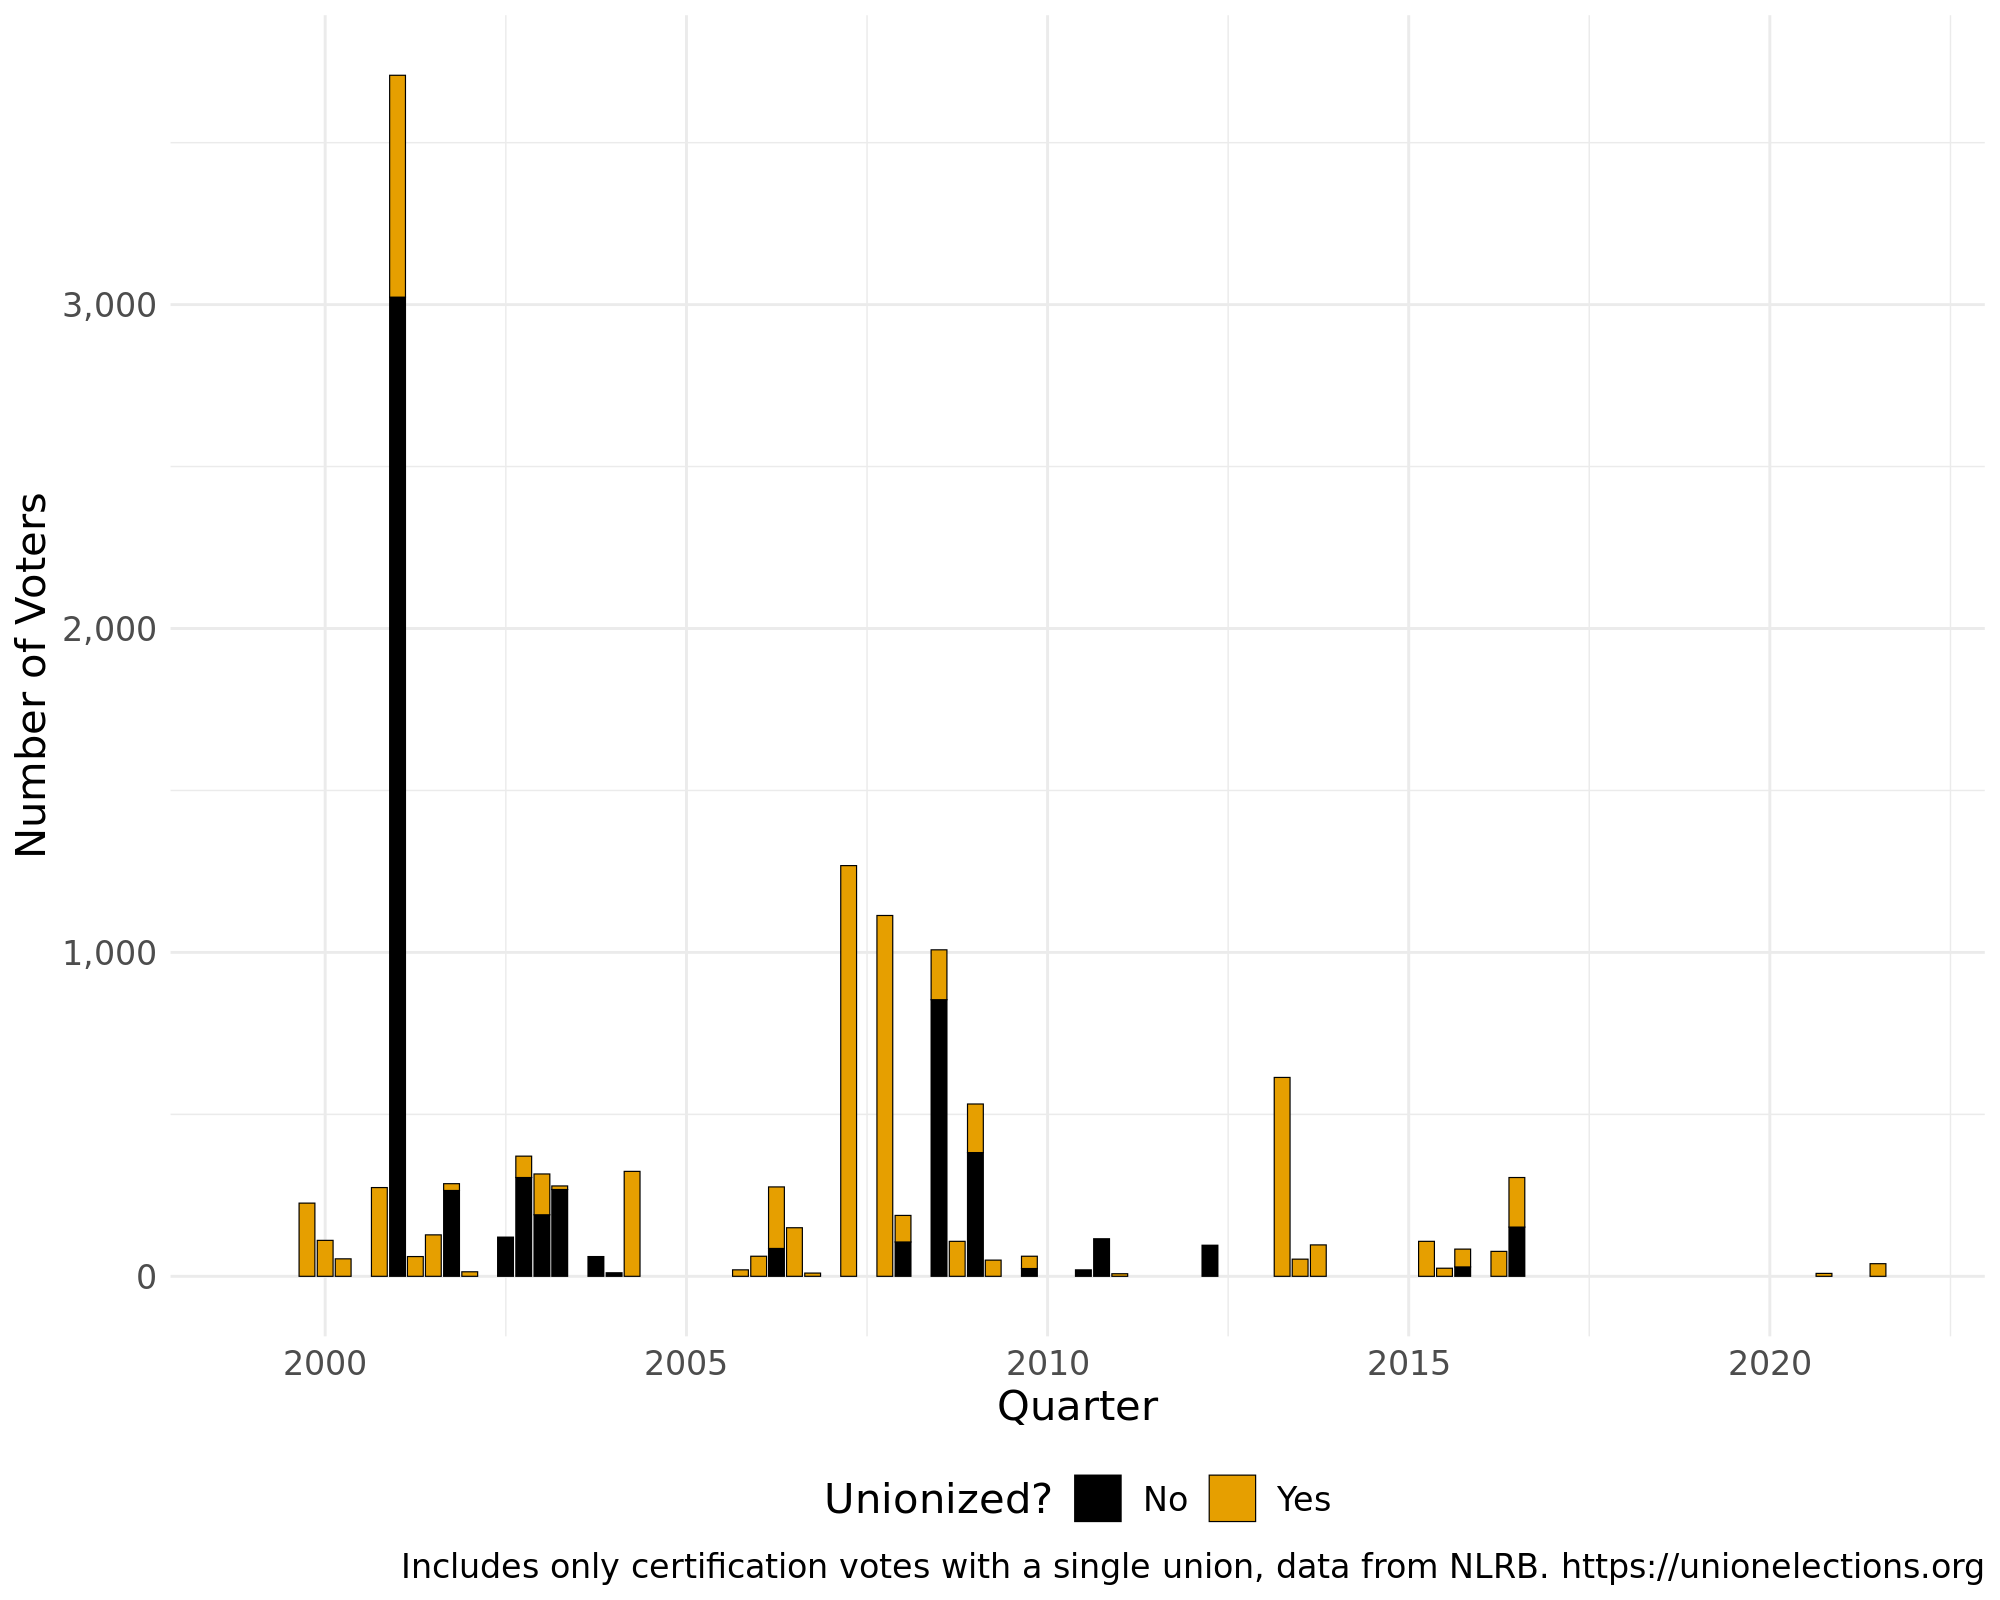 Number of Voters
3,000
2,000
1,000
0
2000 2005 2010 2015 2020
Quarter
Unionized? No Yes
Includes only certification votes with a single union, data from NLRB. https://unionelections.org